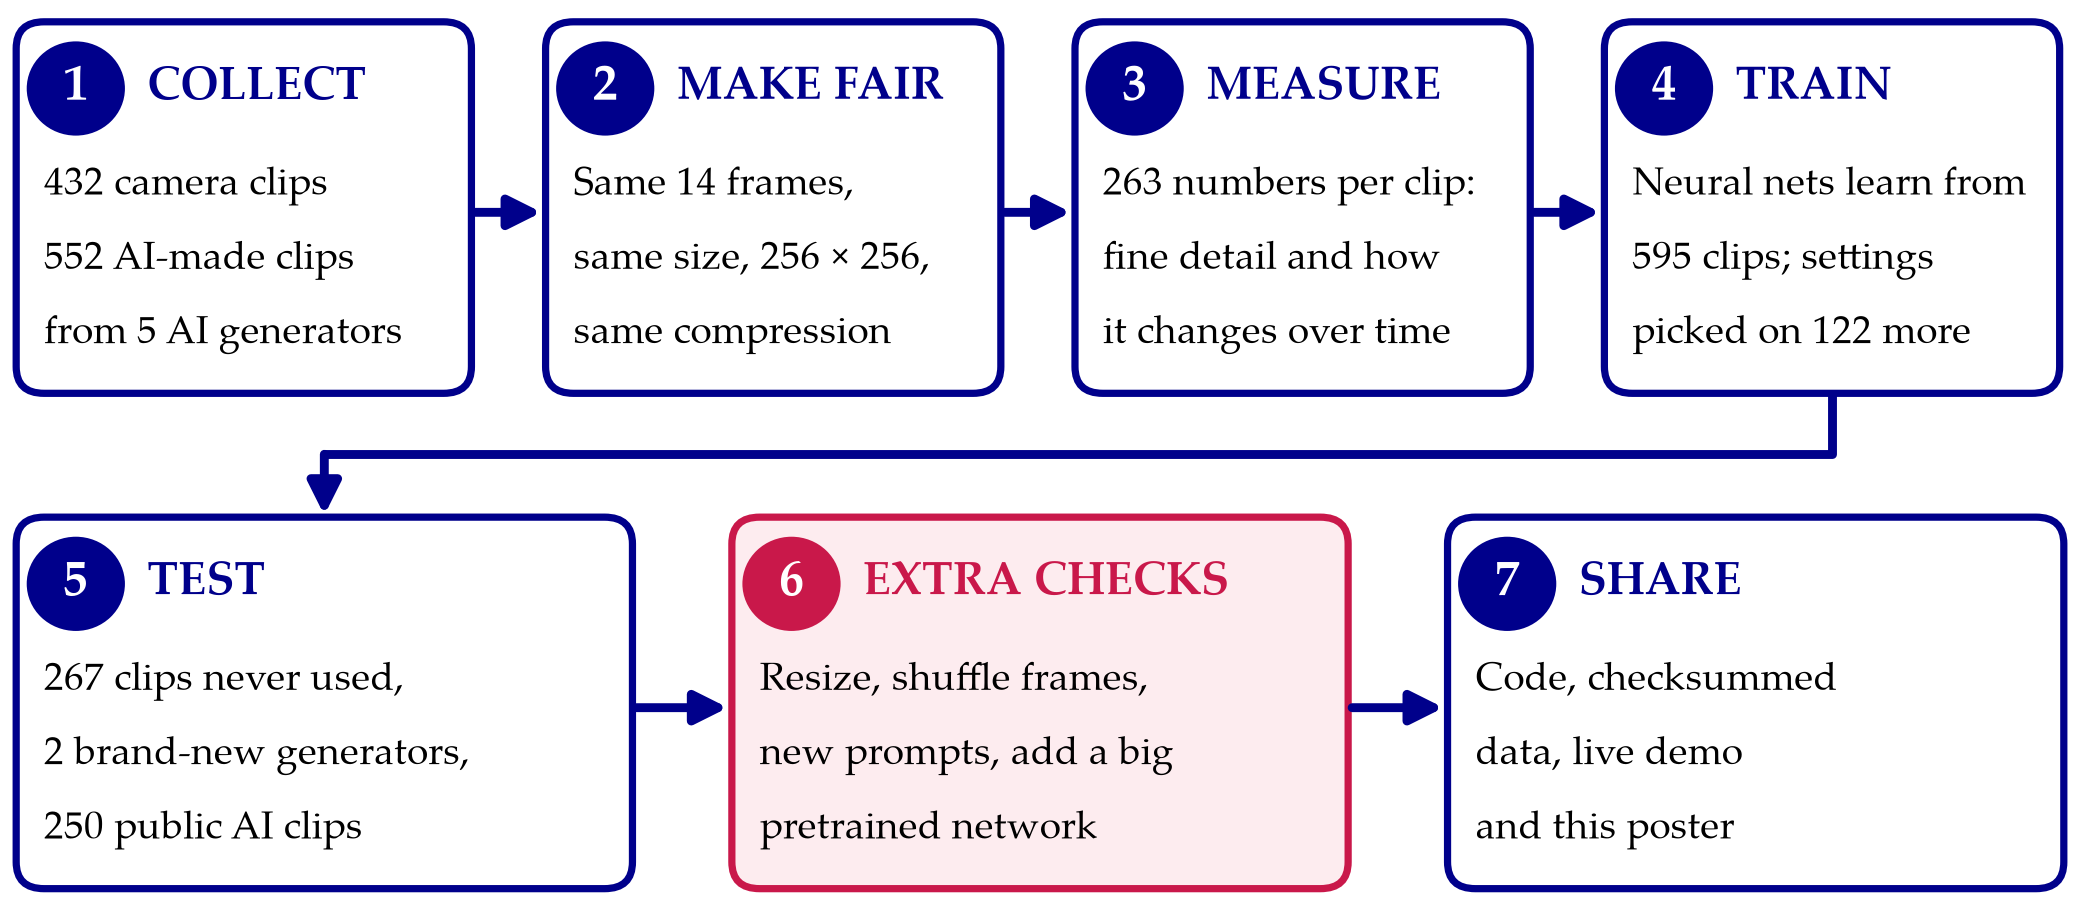 1 COLLECT
432 camera clips
552 AI-made clips
from 5 AI generators
2 MAKE FAIR
Same 14 frames,
same size, 256 × 256,
same compression
3 MEASURE
263 numbers per clip:
fine detail and how
it changes over time
4 TRAIN
Neural nets learn from
595 clips; settings
picked on 122 more
5 TEST
267 clips never used,
2 brand-new generators,
250 public AI clips
6 EXTRA CHECKS
Resize, shuffle frames,
new prompts, add a big
pretrained network
7 SHARE
Code, checksummed
data, live demo
and this poster